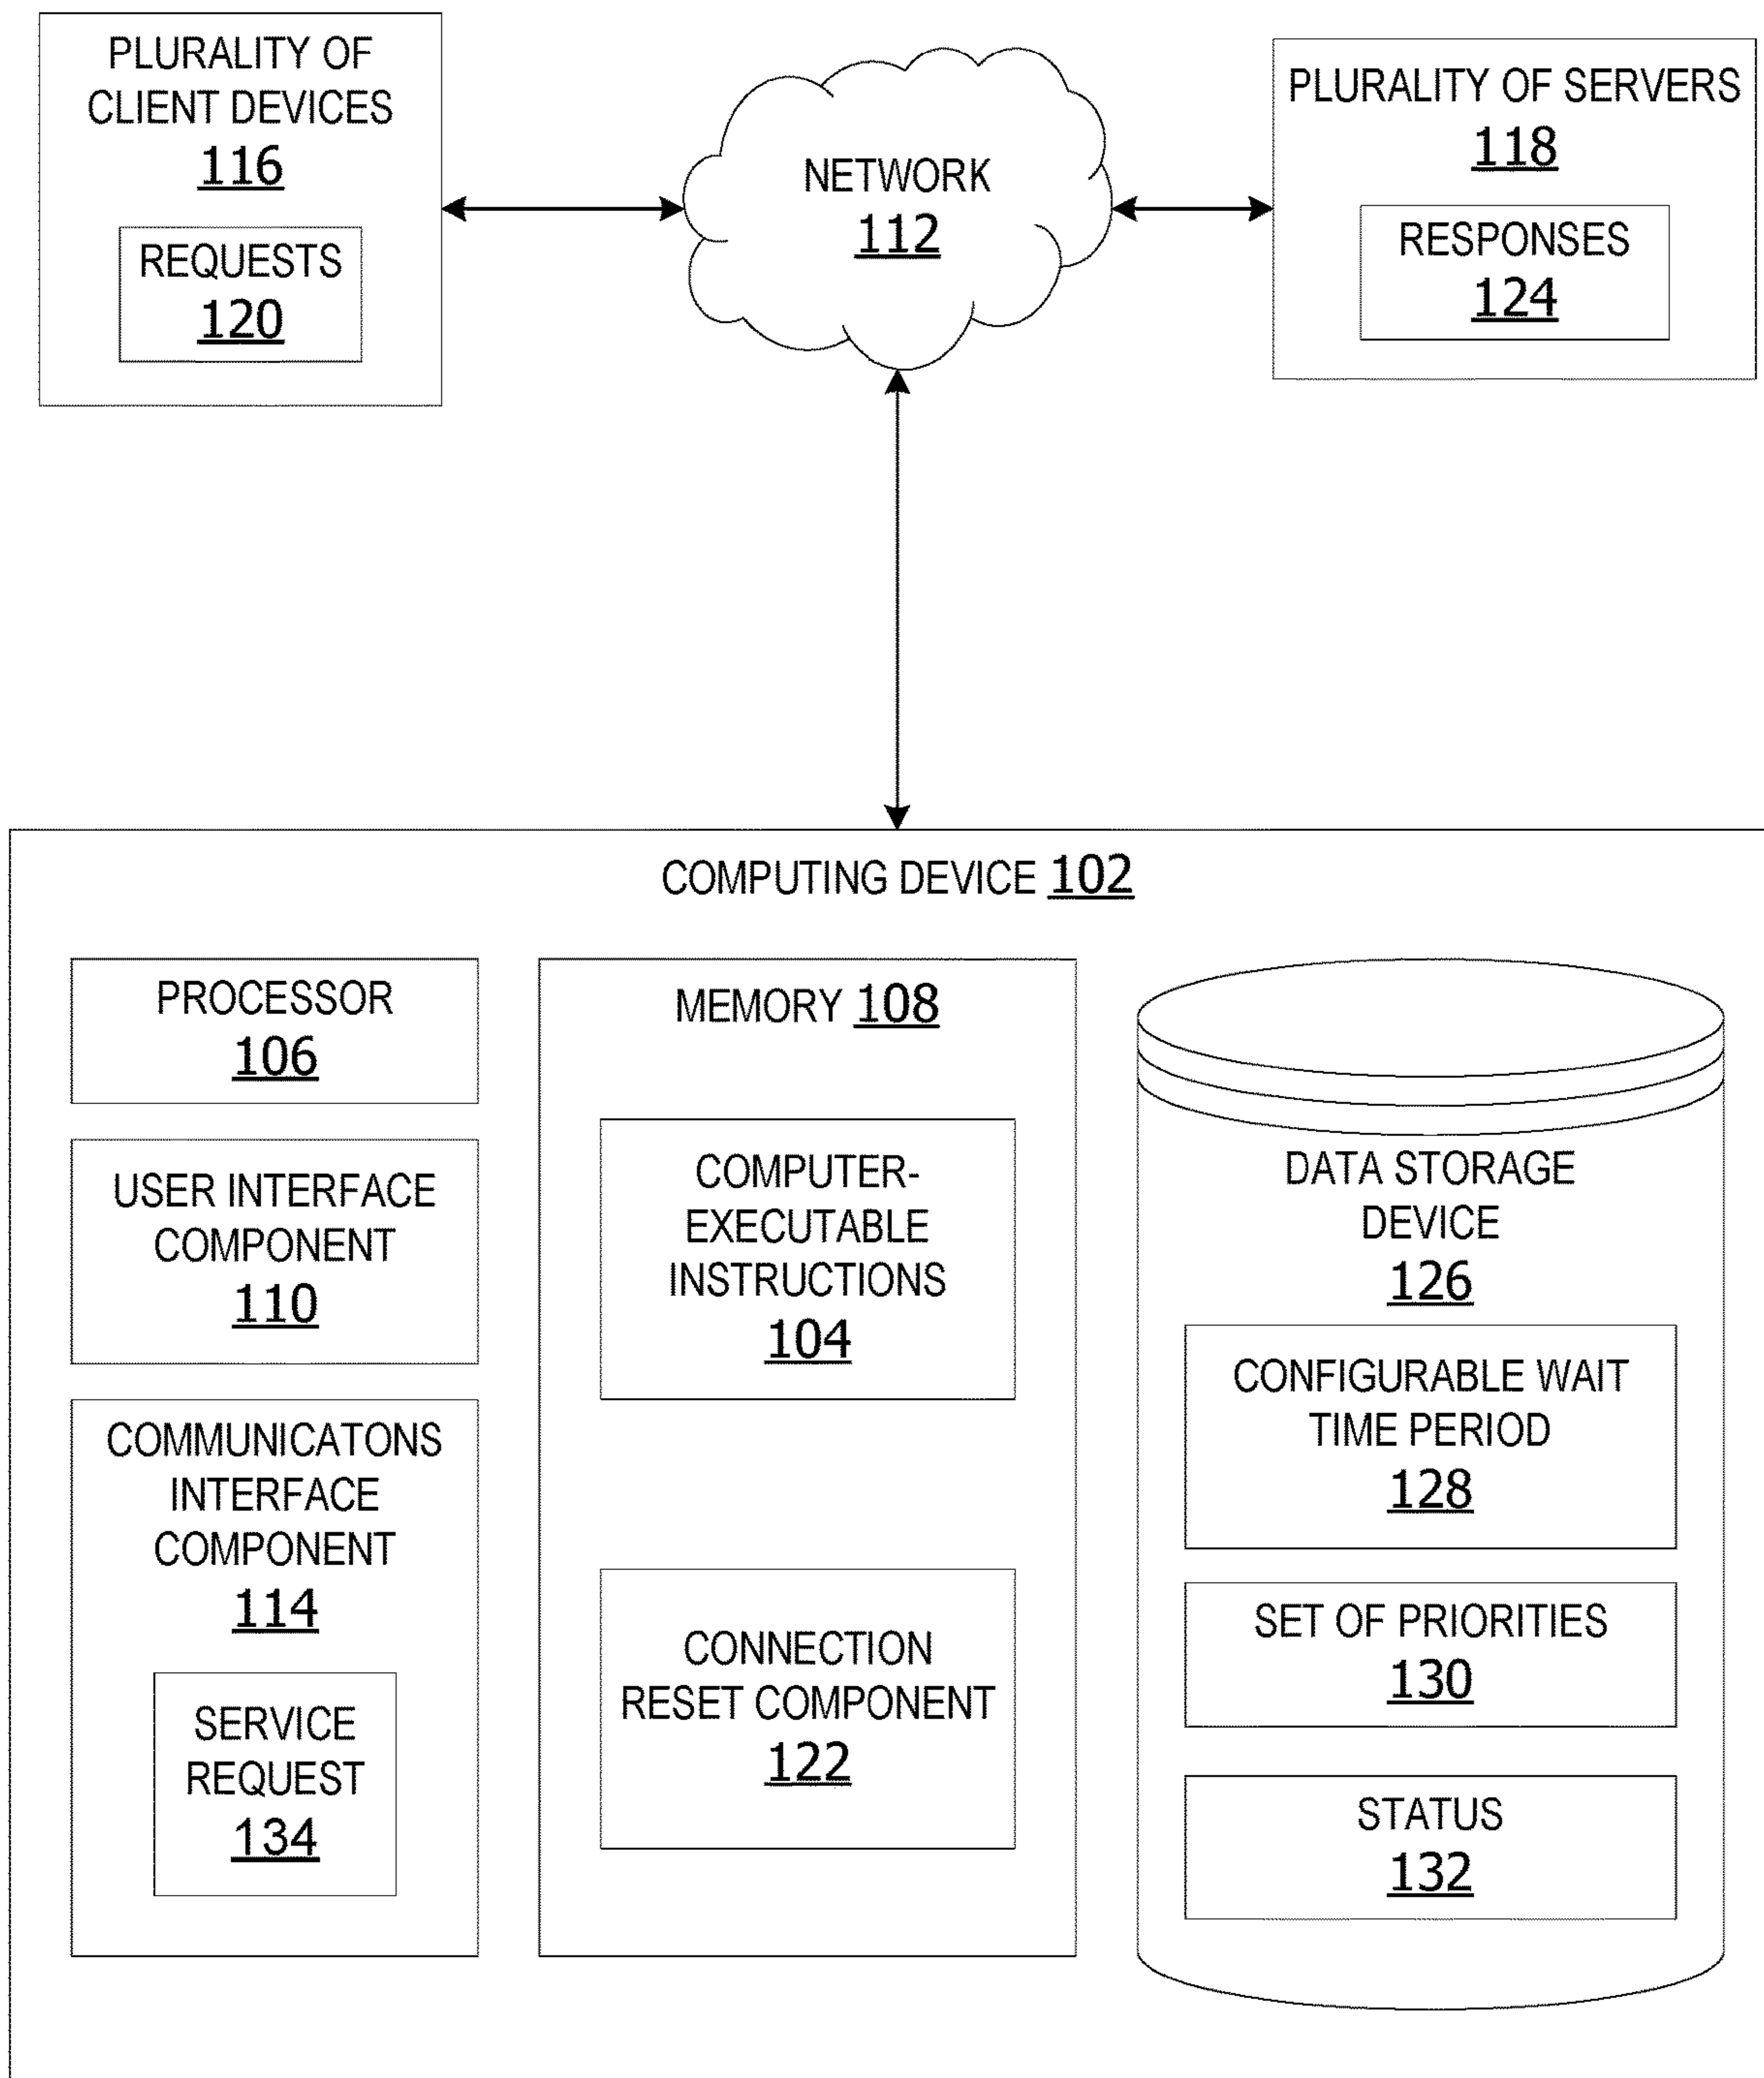 PLURALITY OF
CLIENT DEVICES
116
REQUESTS
120
NETWORK
112
PLURALITY OF SERVERS
118
RESPONSES
124
COMPUTING DEVICE 102
PROCESSOR
106
USER INTERFACE
COMPONENT
110
COMMUNICATONS
INTERFACE
COMPONENT
114
SERVICE
REQUEST
134
MEMORY 108
COMPUTER-
EXECUTABLE
INSTRUCTIONS
104
CONNECTION
RESET COMPONENT
122
DATA STORAGE
DEVICE
126
CONFIGURABLE WAIT
TIME PERIOD
128
SET OF PRIORITIES
130
STATUS
132